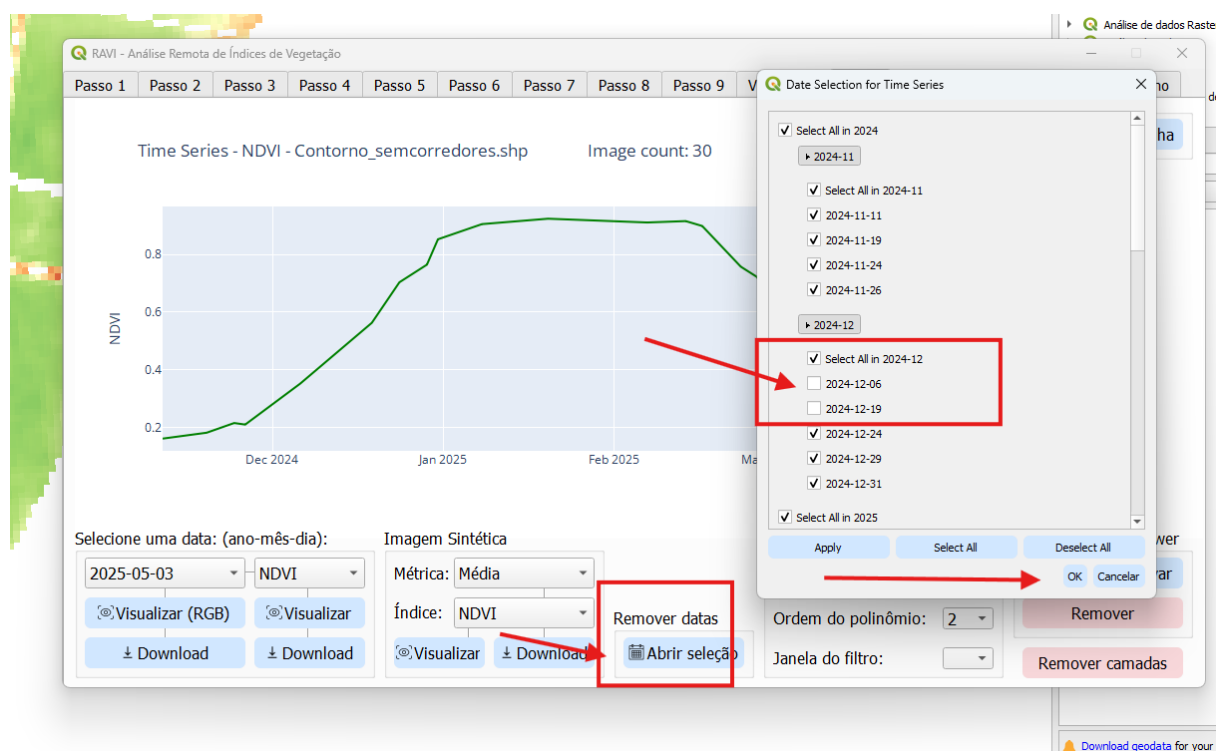 Análise de dados Raste
RAVI - Análise Remota de Índices de Vegetação
Passo 1 Passo 2 Passo 3 Passo 4 Passo 5 Passo 6 Passo 7 Passo 8 Passo 9 V
Time Series - NDVI - Contorno_semcorredores.shp Image count: 30
NDVI
0.8
0.6
0.4
0.2
Dec 2024 Jan 2025 Feb 2025 Ma
Date Selection for Time Series
Select All in 2024
2024-11
Select All in 2024-11
2024-11-11
2024-11-19
2024-11-24
2024-11-26
2024-12
Select All in 2024-12
2024-12-06
2024-12-19
2024-12-24
2024-12-29
2024-12-31
Select All in 2025
Apply Select All Deselect All
OK Cancelar
no
ha
wer
ar
Selecione uma data: (ano-mês-dia):
2025-05-03 NDVI
Visualizar (RGB) Visualizar
Download Download
Imagem Sintética
Métrica: Média
Índice: NDVI
Visualizar Download
Remover datas
Abrir seleção
Ordem do polinômio: 2
Janela do filtro:
Remover
Remover camadas
Download geodata for your